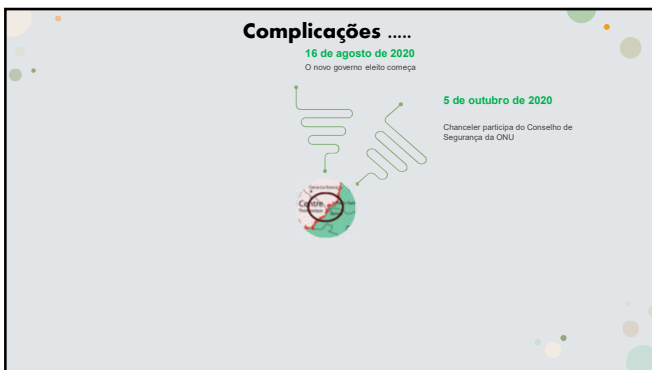 Complicações .....
16 de agosto de 2020
O novo governo eleito começa
5 de outubro de 2020
Chanceler participa do Conselho de
Segurança da ONU
Centre